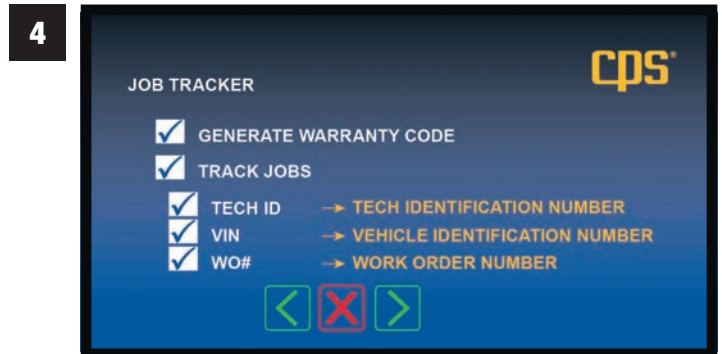 4
cps®
JOB TRACKER
GENERATE WARRANTY CODE
TRACK JOBS
TECH ID → TECH IDENTIFICATION NUMBER
VIN → VEHICLE IDENTIFICATION NUMBER
WO# → WORK ORDER NUMBER